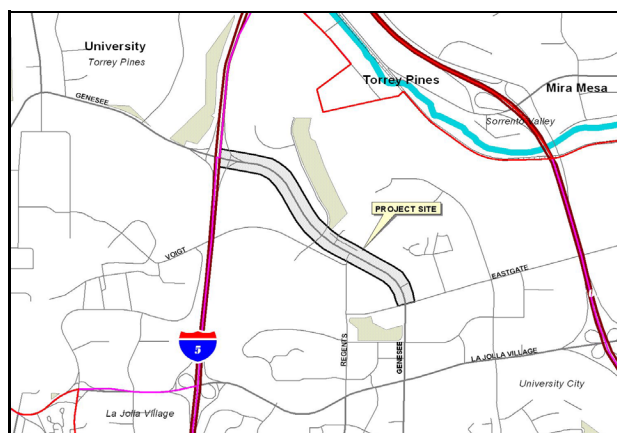 University
Torrey Pines
GENESEE
Torrey Pines
Mira Mesa
Sorrento Valley
PROJECT SITE
VOIGT
EASTGATE
5
REGENTS
GENESEE
LA JOLLA VILLAGE
University City
La Jolla Village